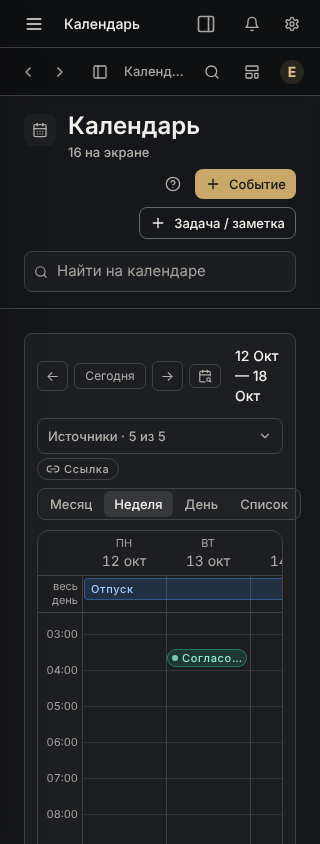 Календарь
Календ...
E
Календарь
16 на экране
Событие
Задача / заметка
Найти на календаре
Сегодня
12 Окт
— 18
Окт
Источники · 5 из 5
Ссылка
Месяц Неделя День Список
ПН ВТ
12 окт 13 окт 14
весь
день
Отпуск
03:00
Согласо...
04:00
05:00
06:00
07:00
08:00